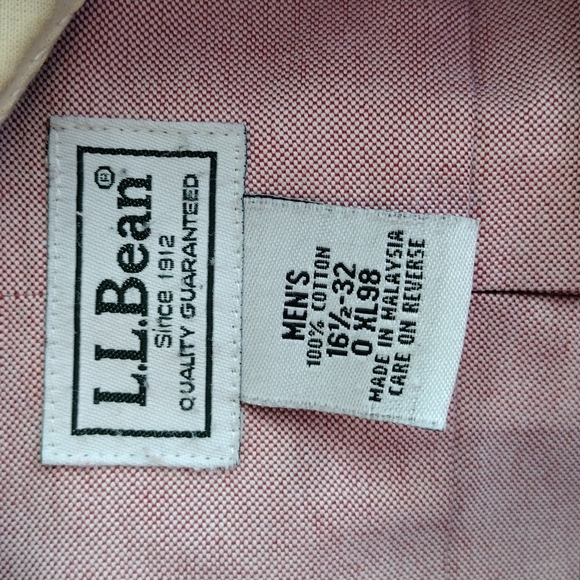 L.L.Bean®
Since 1912
QUALITY GUARANTEED
MEN'S
100% COTTON
16½-32
0 XL98
MADE IN MALAYSIA
CARE ON REVERSE